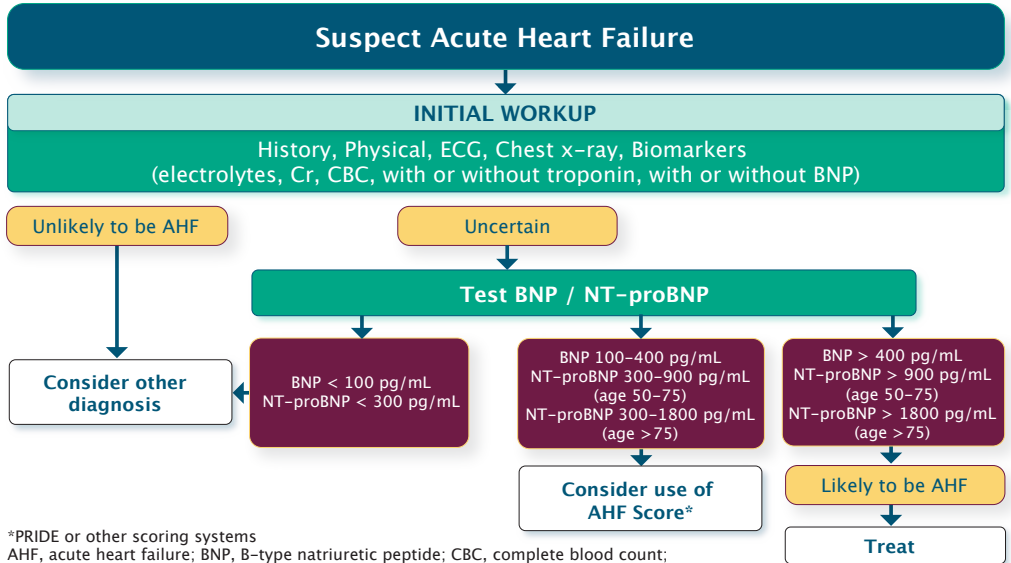 Suspect Acute Heart Failure
INITIAL WORKUP
History, Physical, ECG, Chest x-ray, Biomarkers
(electrolytes, Cr, CBC, with or without troponin, with or without BNP)
Unlikely to be AHF
Uncertain
Test BNP / NT-proBNP
Consider other
diagnosis
BNP < 100 pg/mL
NT-proBNP < 300 pg/mL
BNP 100-400 pg/mL
NT-proBNP 300-900 pg/mL
(age 50-75)
NT-proBNP 300-1800 pg/mL
(age >75)
BNP > 400 pg/mL
NT-proBNP > 900 pg/mL
(age 50-75)
NT-proBNP > 1800 pg/mL
(age >75)
Consider use of
AHF Score*
Likely to be AHF
Treat
*PRIDE or other scoring systems
AHF, acute heart failure; BNP, B-type natriuretic peptide; CBC, complete blood count;